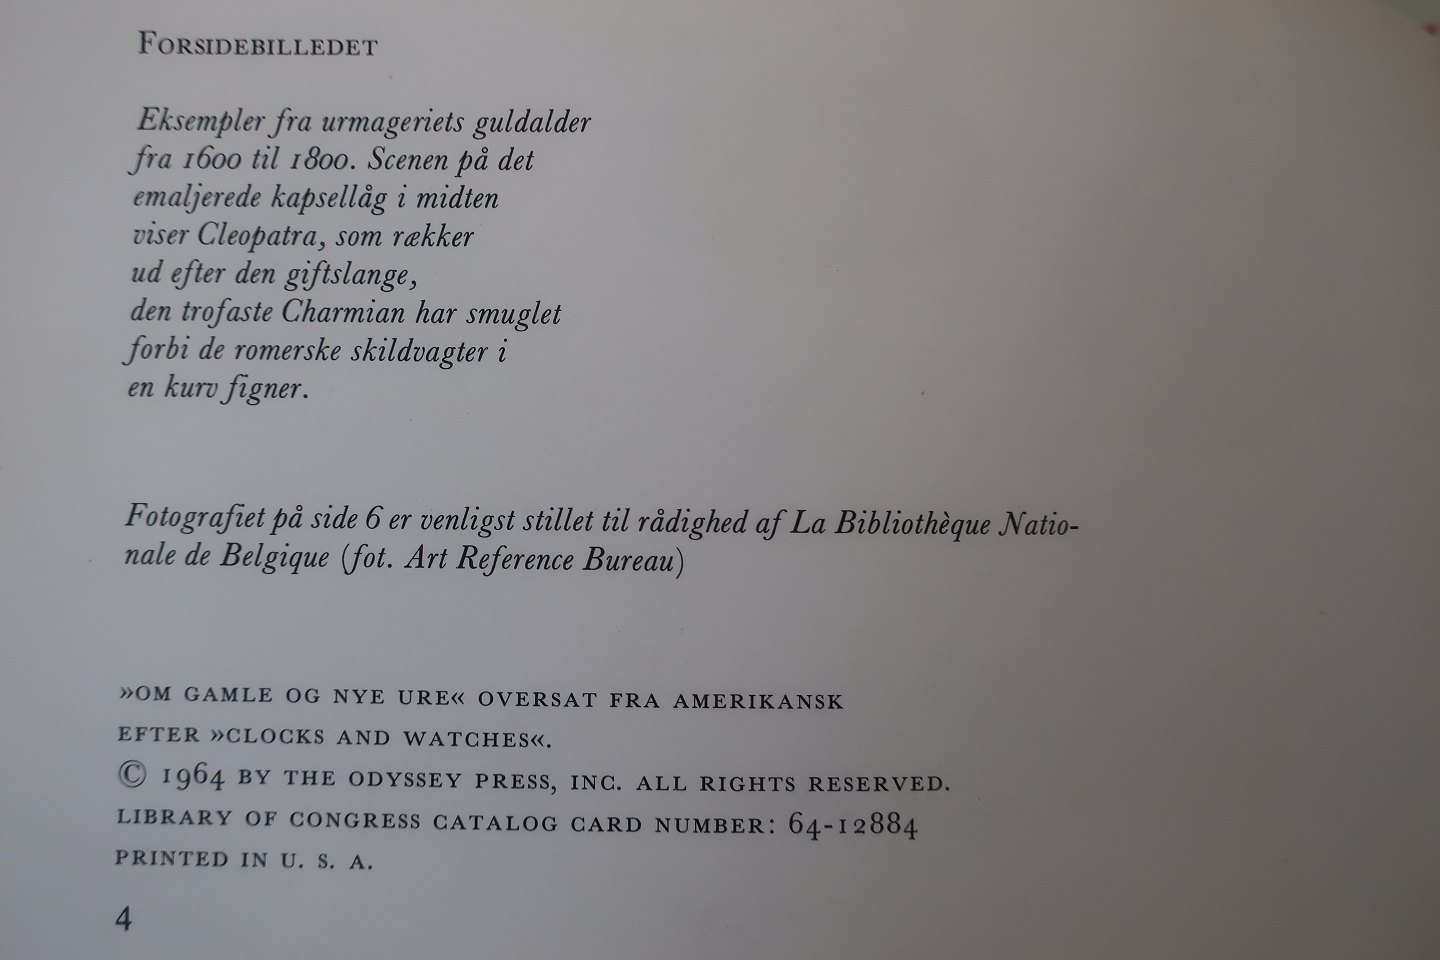 Forsidebilledet
Eksempler fra urmageriets guldalder
fra 1600 til 1800. Scenen på det
emaljerede kapsellåg i midten
viser Cleopatra, som rækker
ud efter den giftslange,
den trofaste Charmian har smuglet
forbi de romerske skildvagter i
en kurv figner.
Fotografiet på side 6 er venligst stillet til rådighed af La Bibliothèque Natio-
nale de Belgique (fot. Art Reference Bureau)
»OM GAMLE OG NYE URE« OVERSAT FRA AMERIKANSK
EFTER »CLOCKS AND WATCHES«.
© 1964 BY THE ODYSSEY PRESS, INC. ALL RIGHTS RESERVED.
LIBRARY OF CONGRESS CATALOG CARD NUMBER: 64-12884
PRINTED IN U. S. A.
4